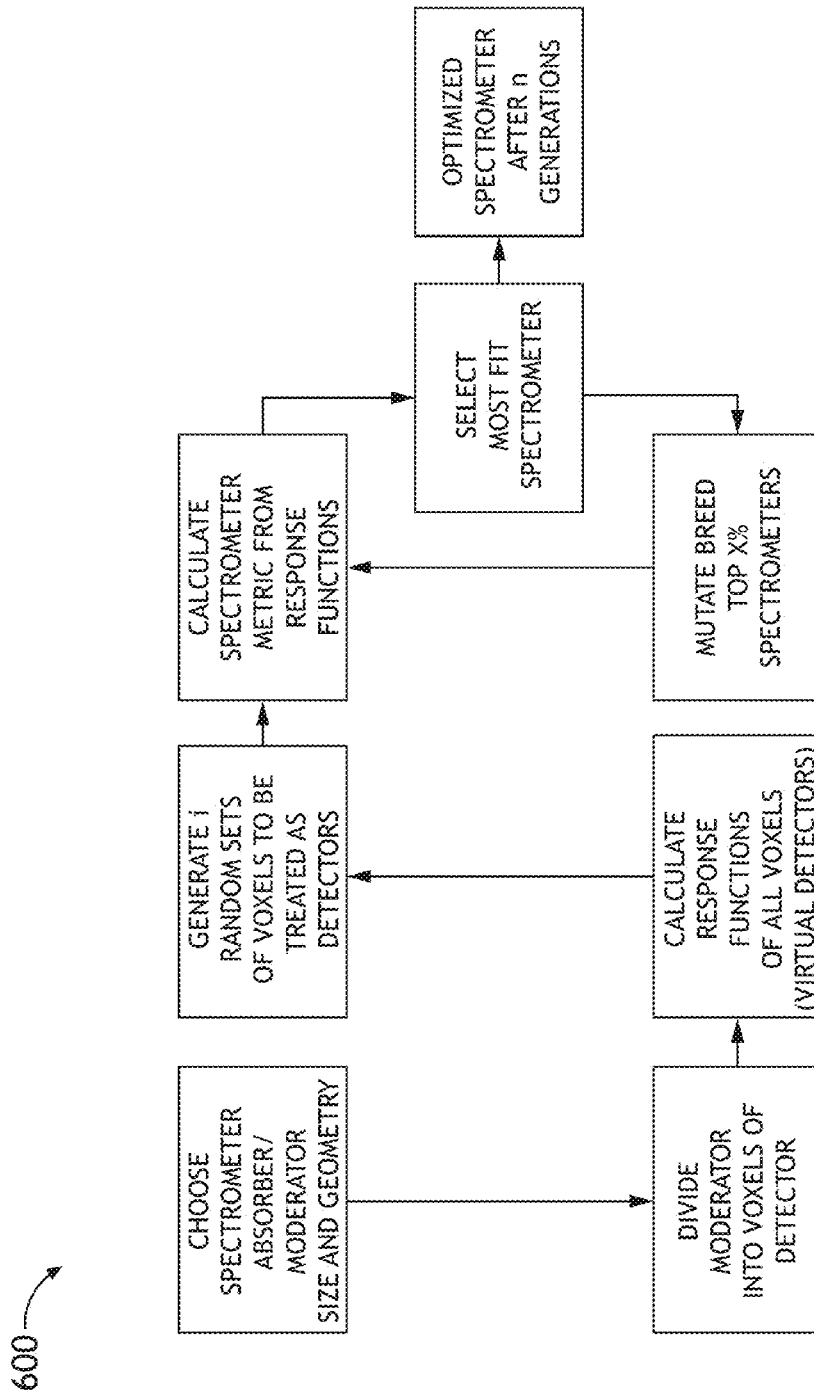 600
CHOOSE
SPECTROMETER
ABSORBER/
MODERATOR
SIZE AND GEOMETRY
DIVIDE
MODERATOR
INTO VOXELS OF
DETECTOR
CALCULATE
RESPONSE
FUNCTIONS
OF ALL VOXELS
(VIRTUAL DETECTORS)
GENERATE i
RANDOM SETS
OF VOXELS TO BE
TREATED AS
DETECTORS
CALCULATE
SPECTROMETER
METRIC FROM
RESPONSE
FUNCTIONS
SELECT
MOST FIT
SPECTROMETER
MUTATE BREED
TOP X%
SPECTROMETERS
OPTIMIZED
SPECTROMETER
AFTER n
GENERATIONS